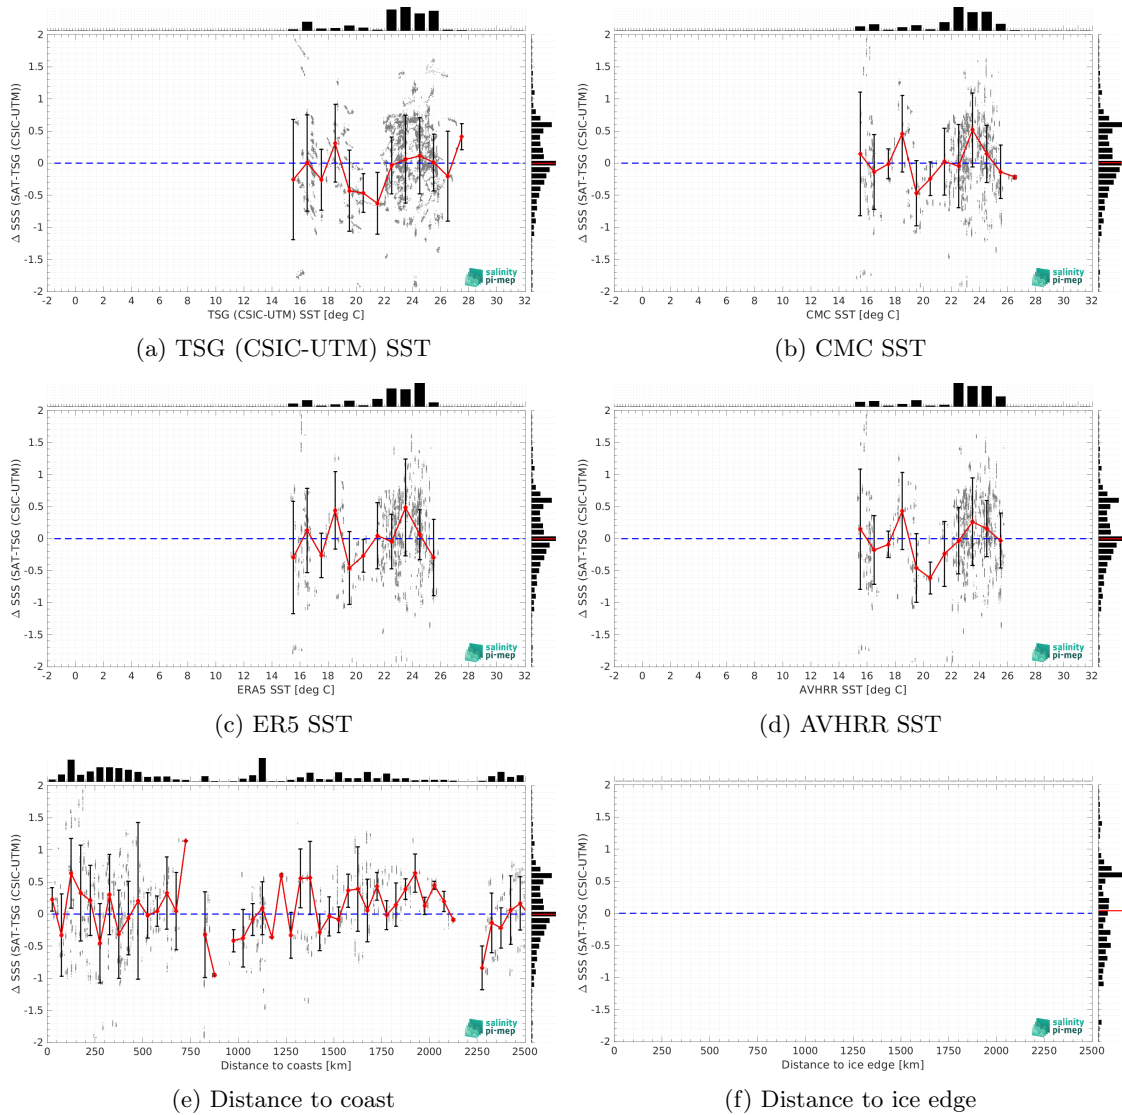 2
1.5
1
0.5
0
-0.5
-1
-1.5
-2
Δ SSS (SAT-TSG (CSIC-UTM))
-2 0 2 4 6 8 10 12 14 16 18 20 22 24 26 28 30 32
TSG (CSIC-UTM) SST [deg C]
salinity
pi-mep
(a) TSG (CSIC-UTM) SST
2
1.5
1
0.5
0
-0.5
-1
-1.5
-2
Δ SSS (SAT-TSG (CSIC-UTM))
-2 0 2 4 6 8 10 12 14 16 18 20 22 24 26 28 30 32
CMC SST [deg C]
salinity
pi-mep
(b) CMC SST
2
1.5
1
0.5
0
-0.5
-1
-1.5
-2
Δ SSS (SAT-TSG (CSIC-UTM))
-2 0 2 4 6 8 10 12 14 16 18 20 22 24 26 28 30 32
ERA5 SST [deg C]
salinity
pi-mep
(c) ER5 SST
2
1.5
1
0.5
0
-0.5
-1
-1.5
-2
Δ SSS (SAT-TSG (CSIC-UTM))
-2 0 2 4 6 8 10 12 14 16 18 20 22 24 26 28 30 32
AVHRR SST [deg C]
salinity
pi-mep
(d) AVHRR SST
2
1.5
1
0.5
0
-0.5
-1
-1.5
-2
Δ SSS (SAT-TSG (CSIC-UTM))
0 250 500 750 1000 1250 1500 1750 2000 2250 2500
Distance to coasts [km]
salinity
pi-mep
(e) Distance to coast
2
1.5
1
0.5
0
-0.5
-1
-1.5
-2
Δ SSS (SAT-TSG (CSIC-UTM))
0 250 500 750 1000 1250 1500 1750 2000 2250 2500
Distance to ice edge [km]
salinity
pi-mep
(f) Distance to ice edge